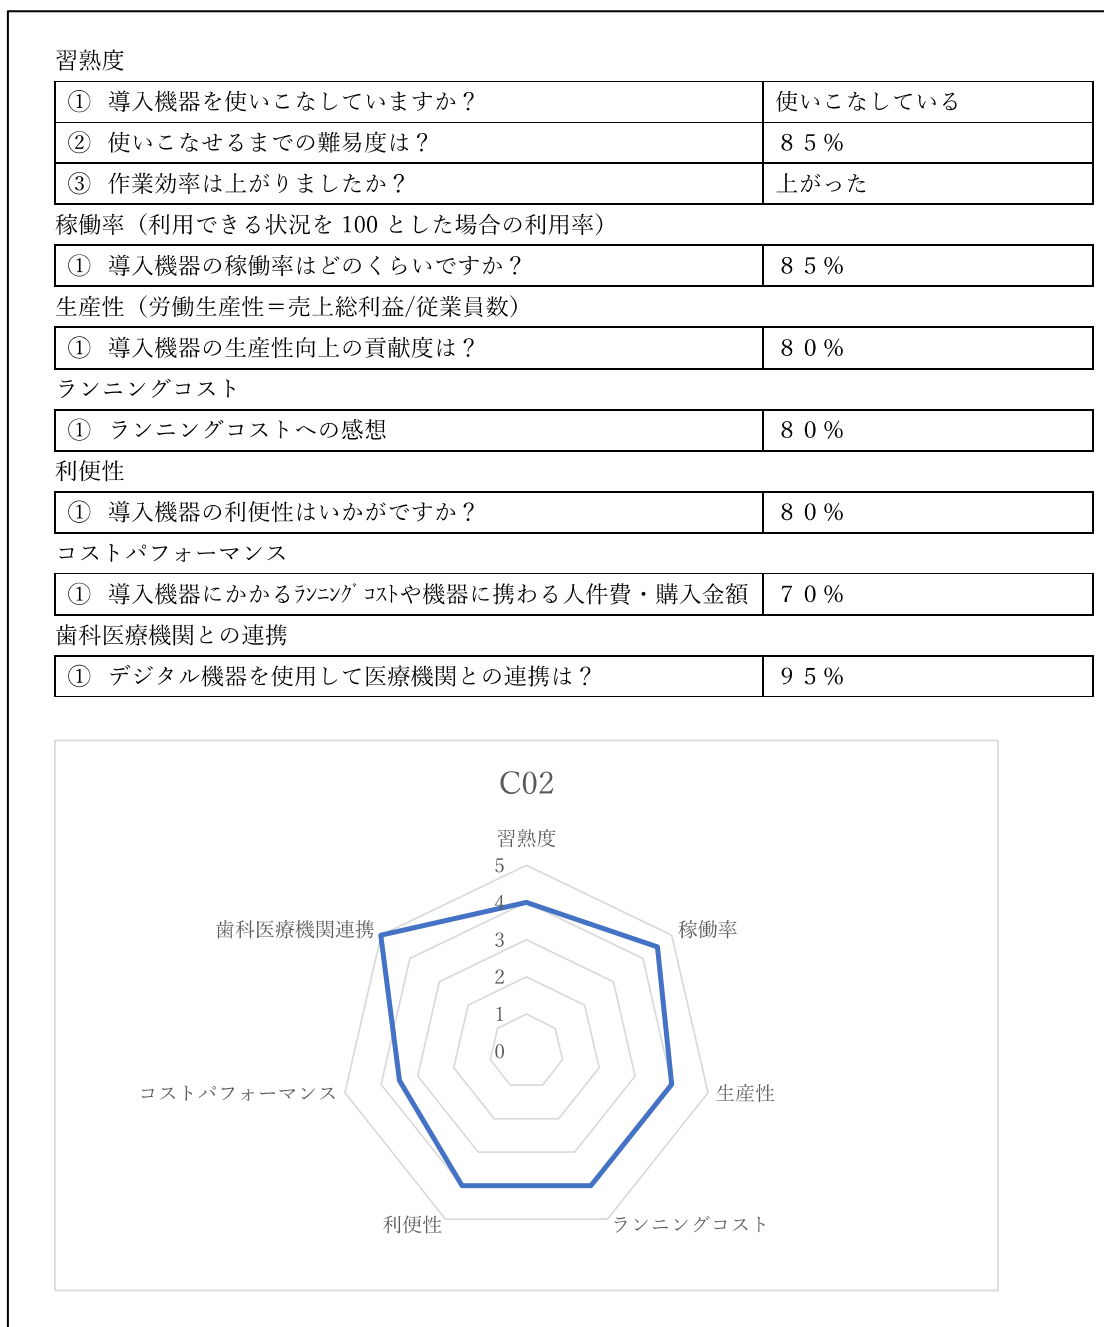 習熟度
① 導入機器を使いこなしていますか? 使いこなしている
② 使いこなせるまでの難易度は? 85%
③ 作業効率は上がりましたか? 上がった
稼働率(利用できる状況を 100 とした場合の利用率)
① 導入機器の稼働率はどのくらいですか? 85%
生産性(労働生産性=売上総利益/従業員数)
① 導入機器の生産性向上の貢献度は? 80%
ランニングコスト
① ランニングコストへの感想 80%
利便性
① 導入機器の利便性はいかがですか? 80%
コストパフォーマンス
① 導入機器にかかるランニングコストや機器に携わる人件費・購入金額 70%
歯科医療機関との連携
① デジタル機器を使用して医療機関との連携は? 95%
C02
習熟度
5
4
歯科医療機関連携
稼働率
3
2
1
0
コストパフォーマンス
生産性
利便性
ランニングコスト